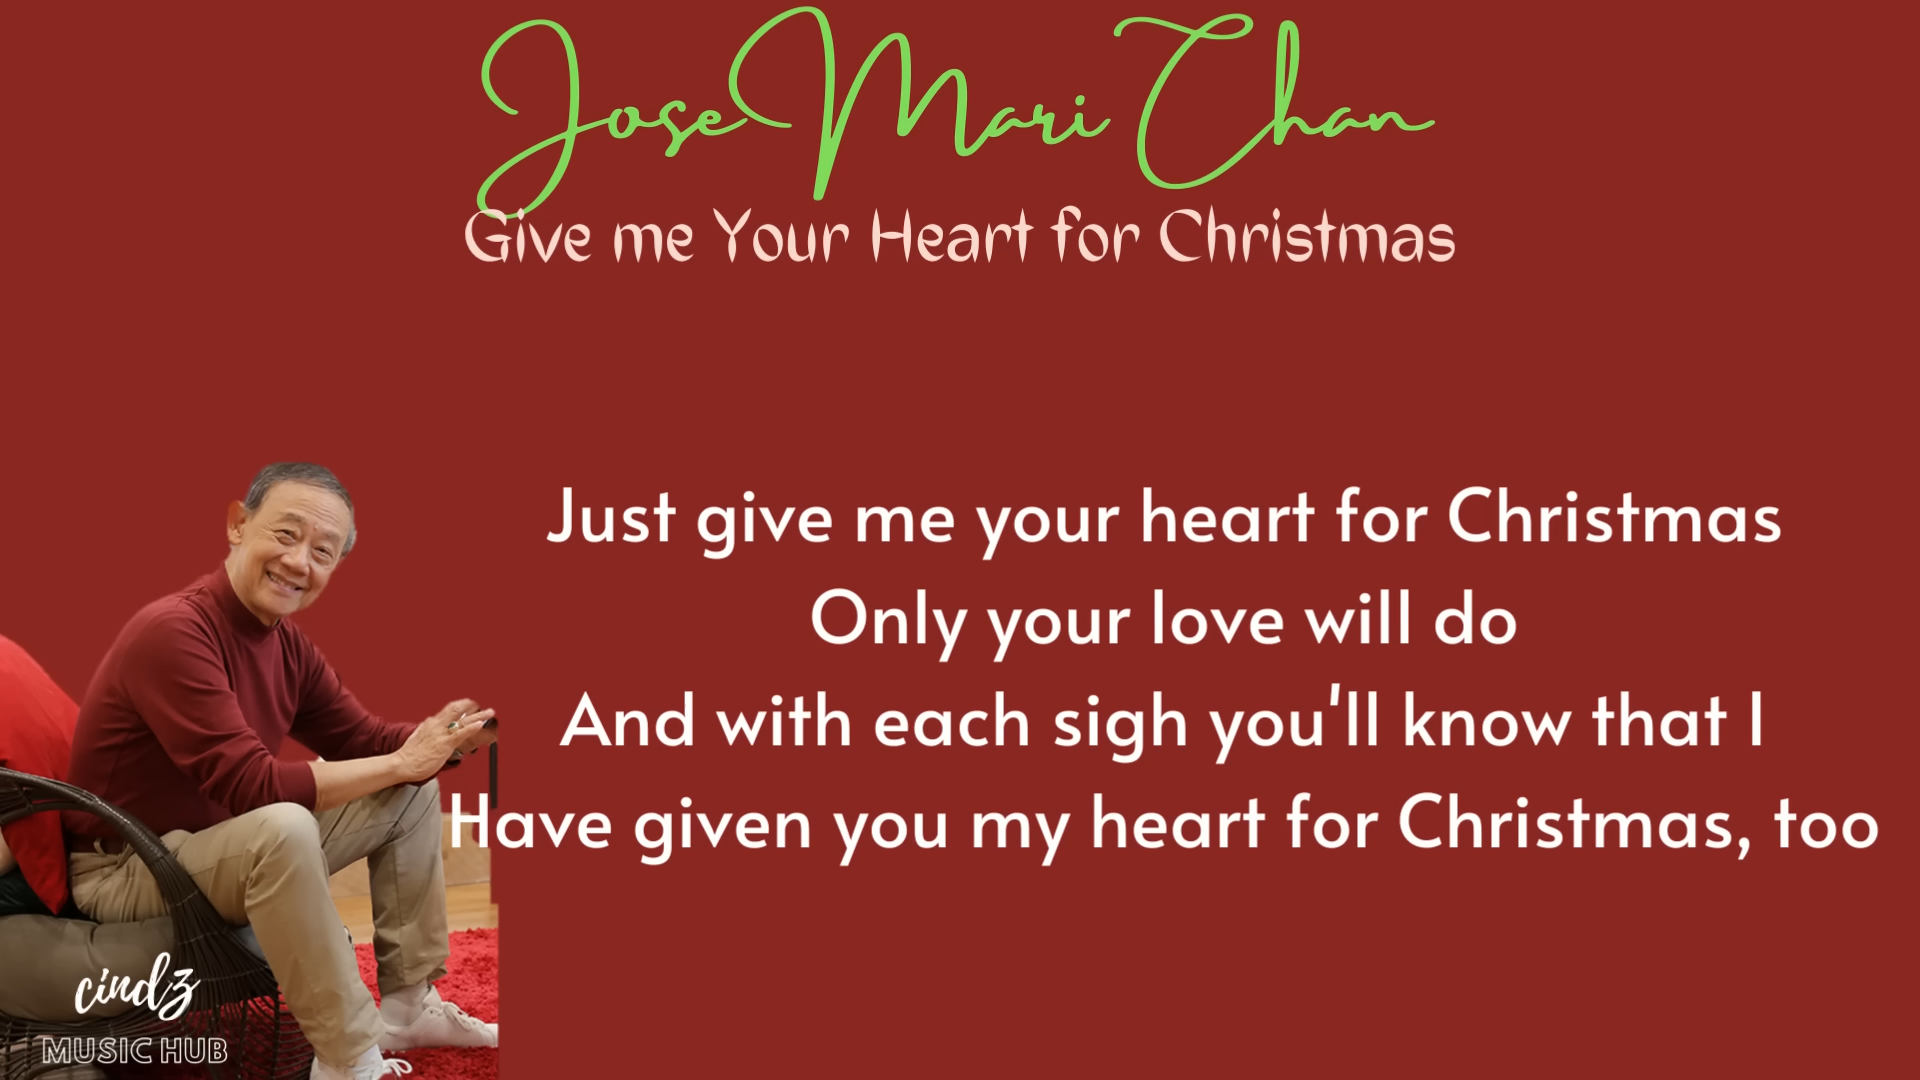 Jose Mari Chan
Give me Your Heart for Christmas
Just give me your heart for Christmas
Only your love will do
And with each sigh you'll know that I
Have given you my heart for Christmas, too
cindz
MUSIC HUB